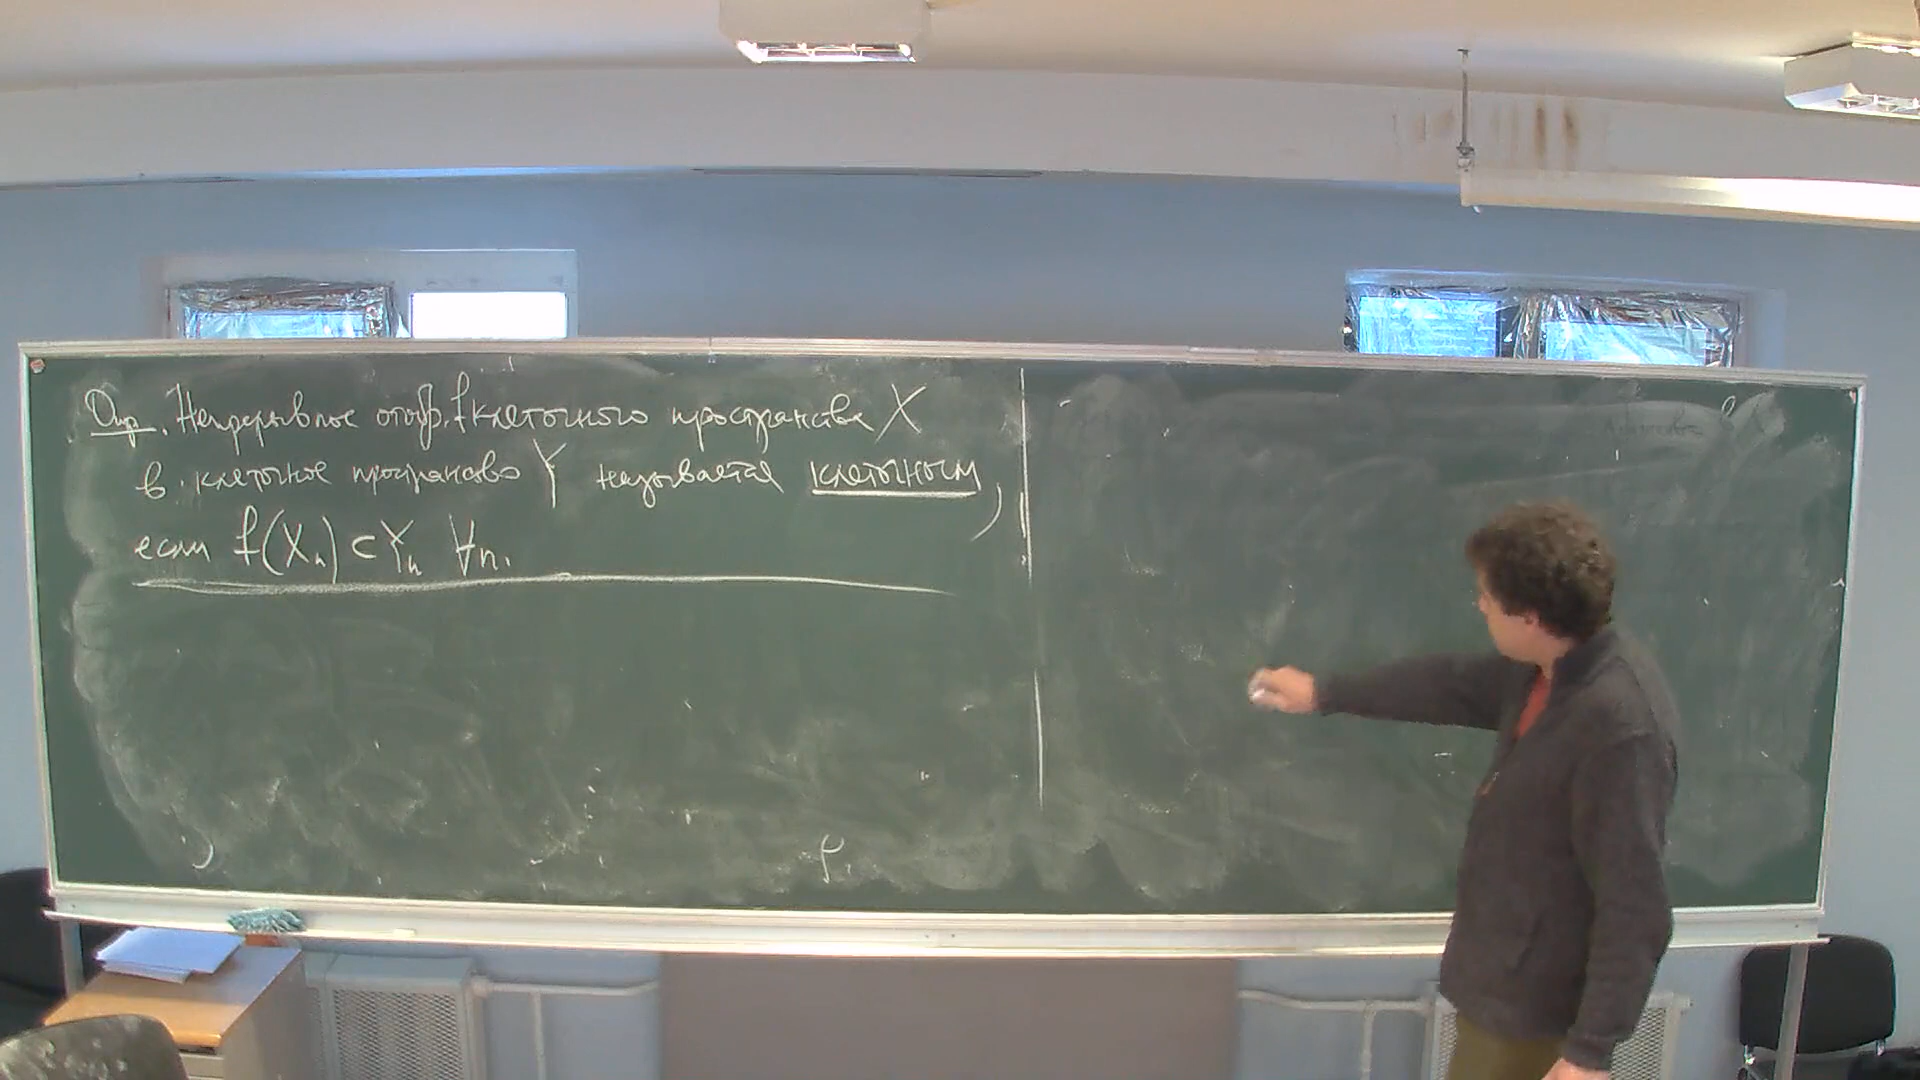 Опр. Непрерывное отобр. f клеточного пространства X
в клеточное пространство Y называется клеточным,
если f(Xₙ) ⊂ Yₙ ∀n.